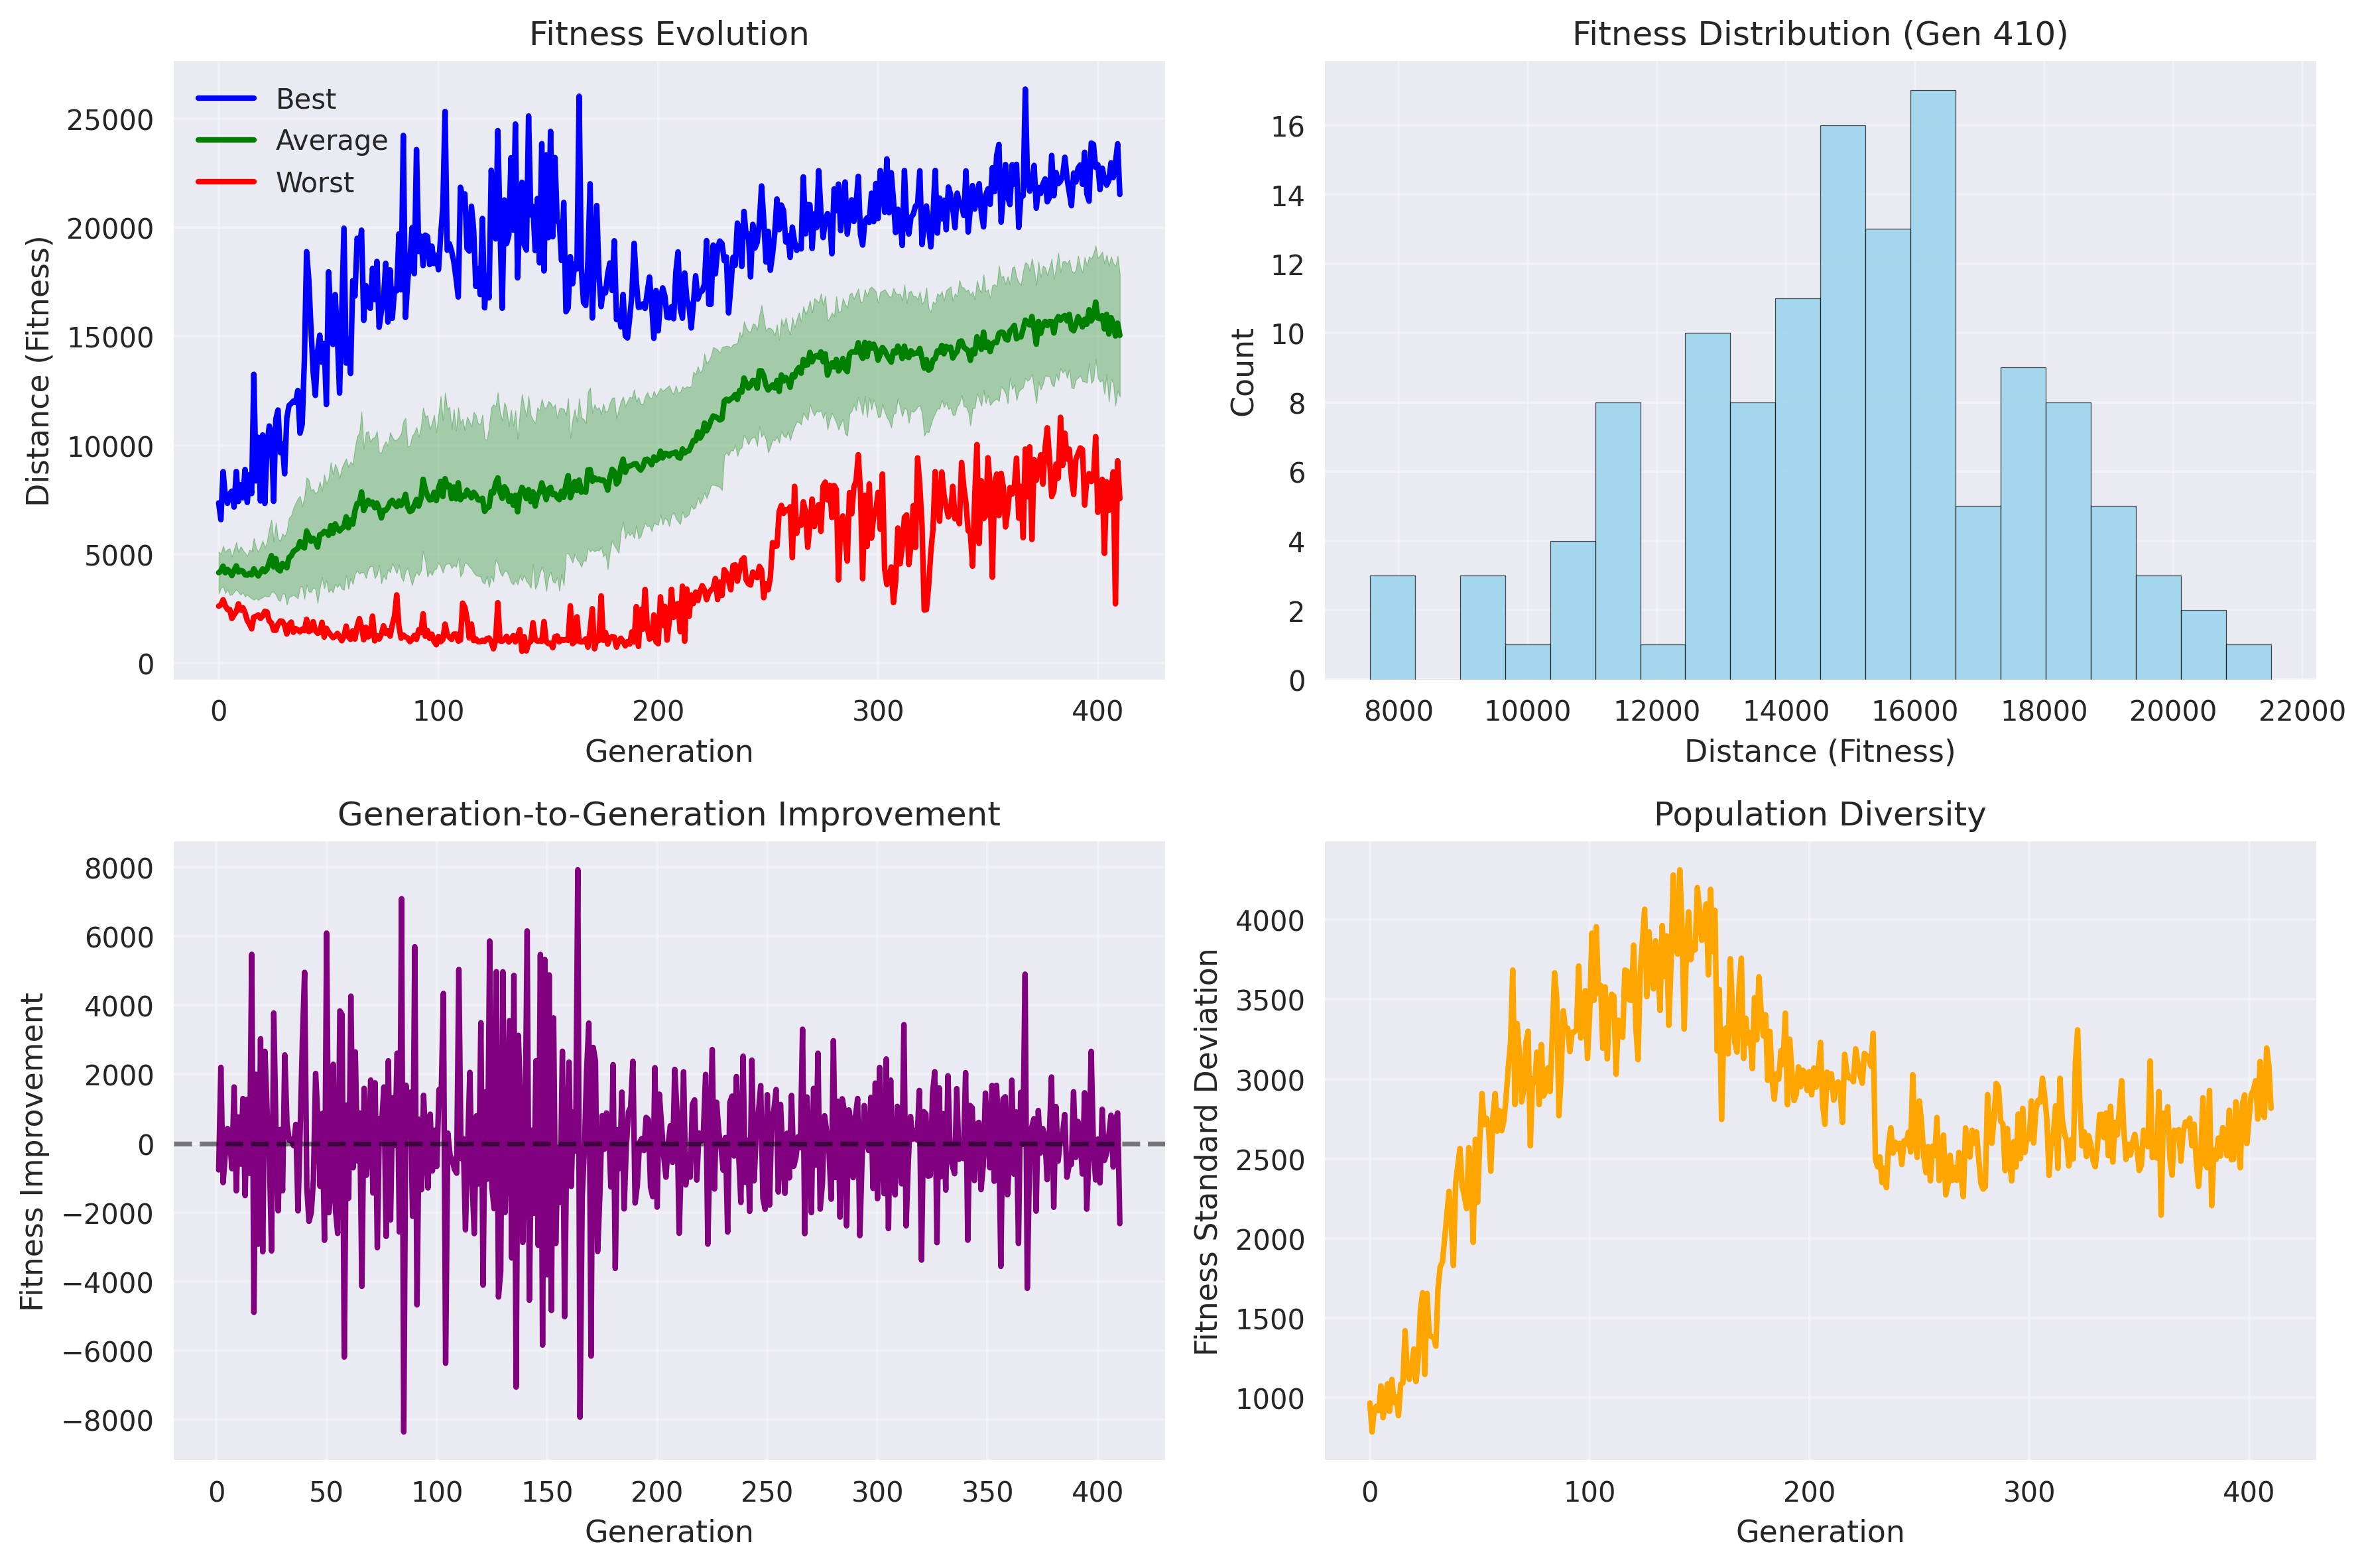 Fitness Evolution
25000
20000
15000
10000
5000
0
Distance (Fitness)
Best
Average
Worst
0 100 200 300 400
Generation
Fitness Distribution (Gen 410)
16
14
12
10
8
6
4
2
0
Count
8000 10000 12000 14000 16000 18000 20000 22000
Distance (Fitness)
Generation-to-Generation Improvement
8000
6000
4000
2000
0
−2000
−4000
−6000
−8000
Fitness Improvement
0 50 100 150 200 250 300 350 400
Generation
Population Diversity
4000
3500
3000
2500
2000
1500
1000
Fitness Standard Deviation
0 100 200 300 400
Generation